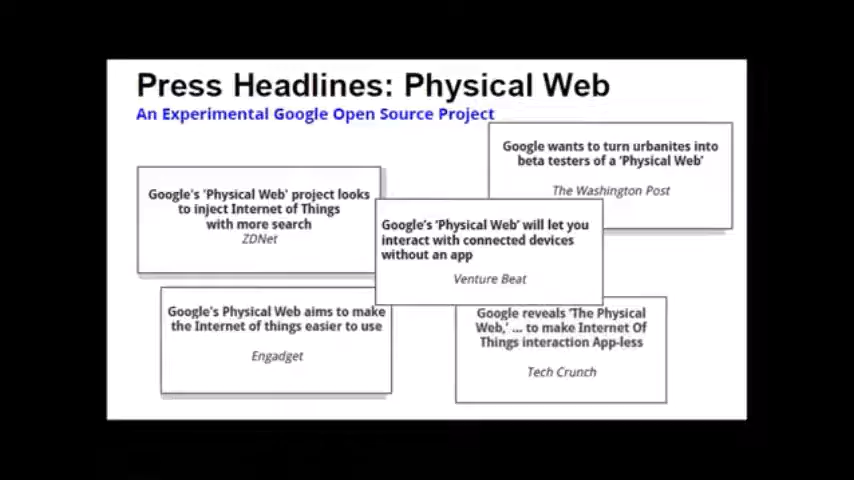 Press Headlines: Physical Web
An Experimental Google Open Source Project
Google wants to turn urbanites into
beta testers of a ‘Physical Web’
The Washington Post
Google's 'Physical Web' project looks
to inject Internet of Things
with more search
ZDNet
Google’s ‘Physical Web’ will let you
interact with connected devices
without an app
Venture Beat
Google's Physical Web aims to make
the Internet of things easier to use
Engadget
Google reveals ‘The Physical
Web,’ ... to make Internet Of
Things interaction App-less
Tech Crunch